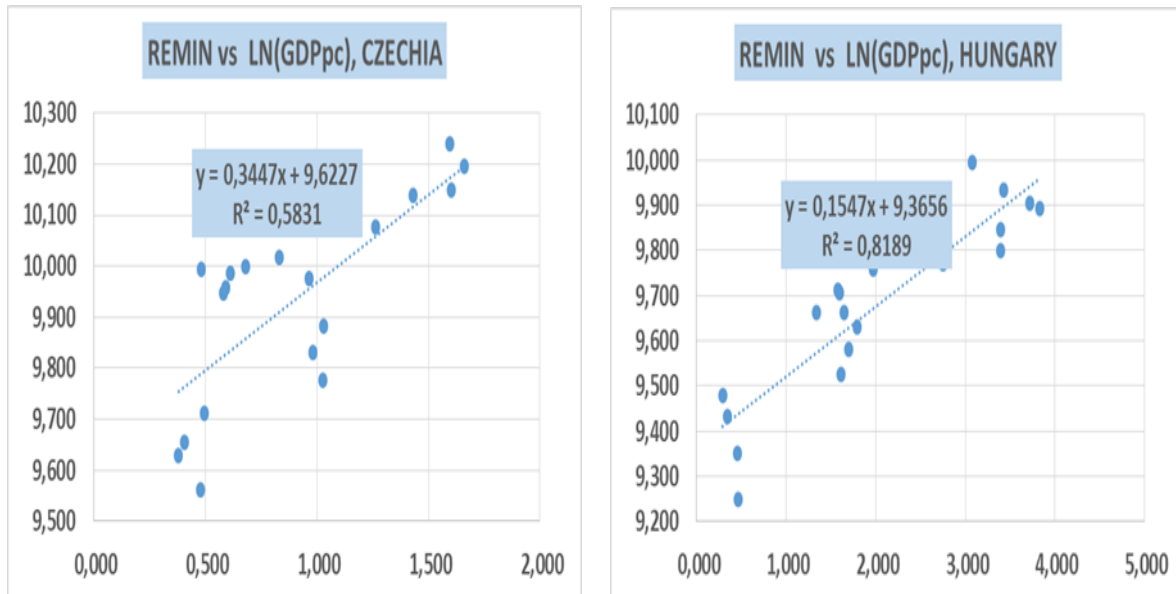 REMIN vs LN(GDPpc), CZECHIA
10,300
10,200
10,100
10,000
9,900
9,800
9,700
9,600
9,500
y = 0,3447x + 9,6227
R² = 0,5831
0,000 0,500 1,000 1,500 2,000
REMIN vs LN(GDPpc), HUNGARY
10,100
10,000
9,900
9,800
9,700
9,600
9,500
9,400
9,300
9,200
y = 0,1547x + 9,3656
R² = 0,8189
0,000 1,000 2,000 3,000 4,000 5,000